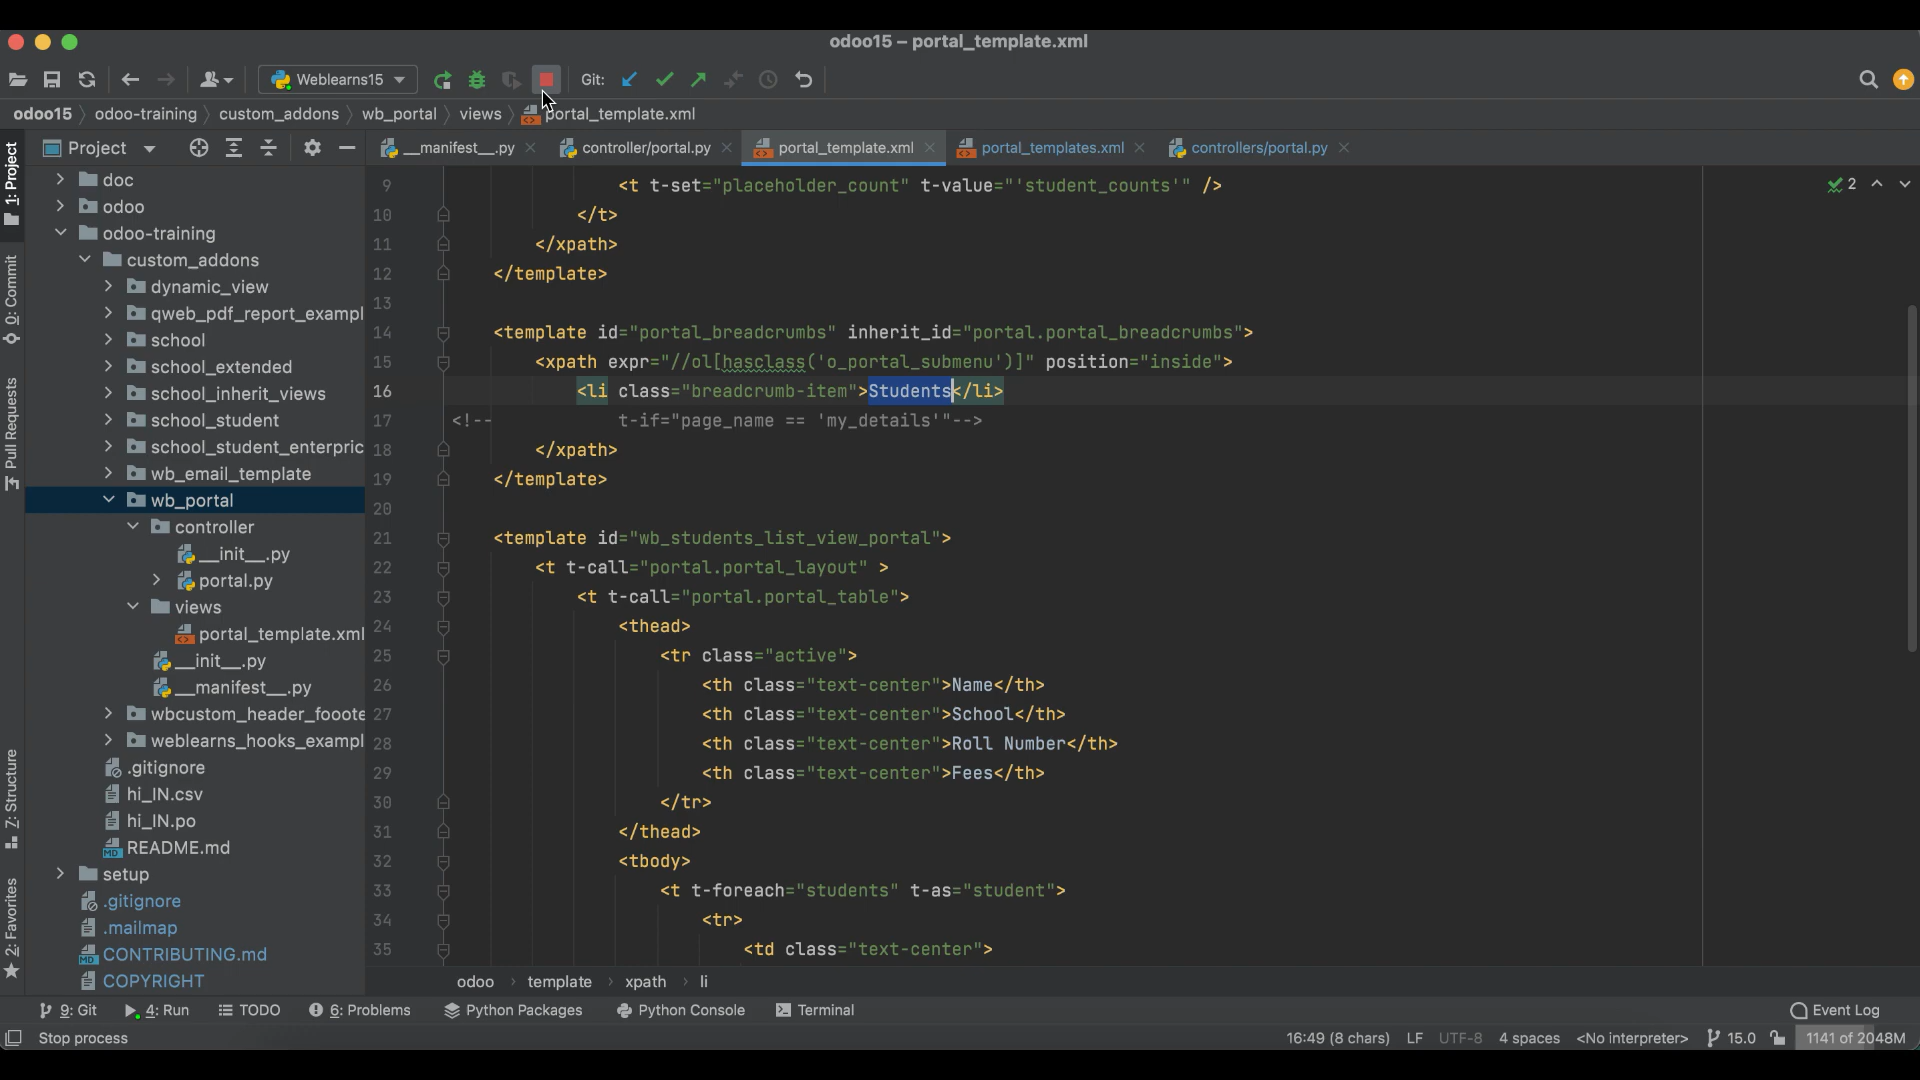 odoo15 – portal_template.xml
Weblearns15
Git:
odoo15 odoo-training custom_addons wb_portal views portal_template.xml
1: Project
0: Commit
Pull Requests
Z: Structure
2: Favorites
Project
__manifest__.py controller/portal.py portal_template.xml portal_templates.xml controllers/portal.py
doc
odoo
odoo-training
custom_addons
dynamic_view
qweb_pdf_report_exampl
school
school_extended
school_inherit_views
school_student
school_student_enterpric
wb_email_template
wb_portal
controller
__init__.py
portal.py
views
portal_template.xml
__init__.py
__manifest__.py
wbcustom_header_fooote
weblearns_hooks_exampl
.gitignore
hi_IN.csv
hi_IN.po
README.md
setup
.gitignore
.mailmap
CONTRIBUTING.md
COPYRIGHT
2
9 <t t-set="placeholder_count" t-value="'student_counts'" />
10 </t>
11 </xpath>
12 </template>
13
14 <template id="portal_breadcrumbs" inherit_id="portal.portal_breadcrumbs">
15 <xpath expr="//ol[hasclass('o_portal_submenu')]" position="inside">
16 <li class="breadcrumb-item">Students</li>
17 <!-- t-if="page_name == 'my_details'"-->
18 </xpath>
19 </template>
20
21 <template id="wb_students_list_view_portal">
22 <t t-call="portal.portal_layout" >
23 <t t-call="portal.portal_table">
24 <thead>
25 <tr class="active">
26 <th class="text-center">Name</th>
27 <th class="text-center">School</th>
28 <th class="text-center">Roll Number</th>
29 <th class="text-center">Fees</th>
30 </tr>
31 </thead>
32 <tbody>
33 <t t-foreach="students" t-as="student">
34 <tr>
35 <td class="text-center">
odoo template xpath li
9: Git 4: Run TODO 6: Problems Python Packages Python Console Terminal Event Log
Stop process 16:49 (8 chars) LF UTF-8 4 spaces <No interpreter> 15.0 1141 of 2048M